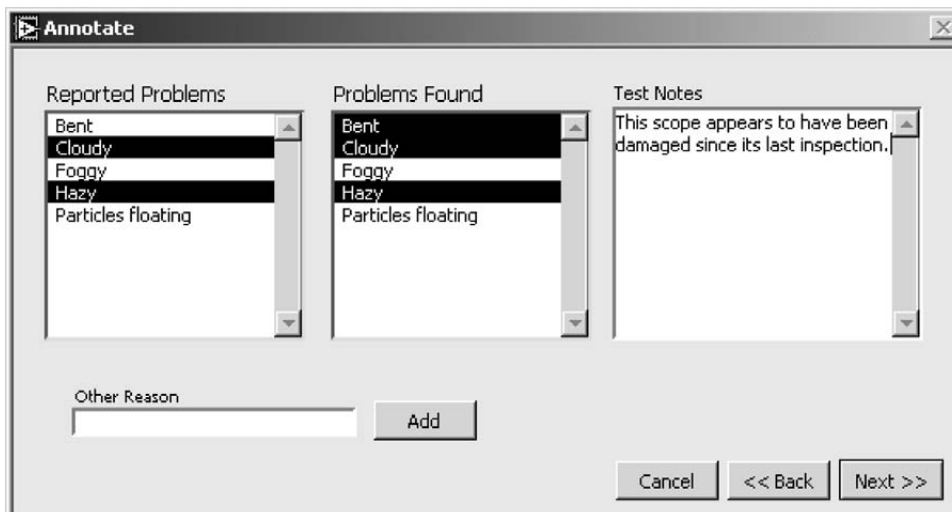 Annotate
Reported Problems
Bent
Cloudy
Foggy
Hazy
Particles floating
Problems Found
Bent
Cloudy
Foggy
Hazy
Particles floating
Test Notes
This scope appears to have been
damaged since its last inspection.
Other Reason
Add
Cancel
<< Back
Next >>